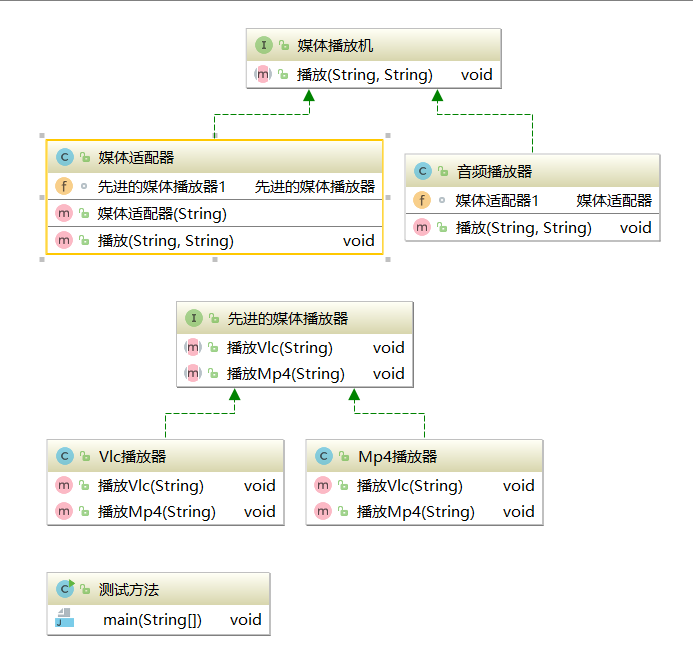 媒体播放机
播放(String, String) void
媒体适配器
先进的媒体播放器1 先进的媒体播放器
媒体适配器(String)
播放(String, String) void
音频播放器
媒体适配器1 媒体适配器
播放(String, String) void
先进的媒体播放器
播放Vlc(String) void
播放Mp4(String) void
Vlc播放器
播放Vlc(String) void
播放Mp4(String) void
Mp4播放器
播放Vlc(String) void
播放Mp4(String) void
测试方法
main(String[]) void